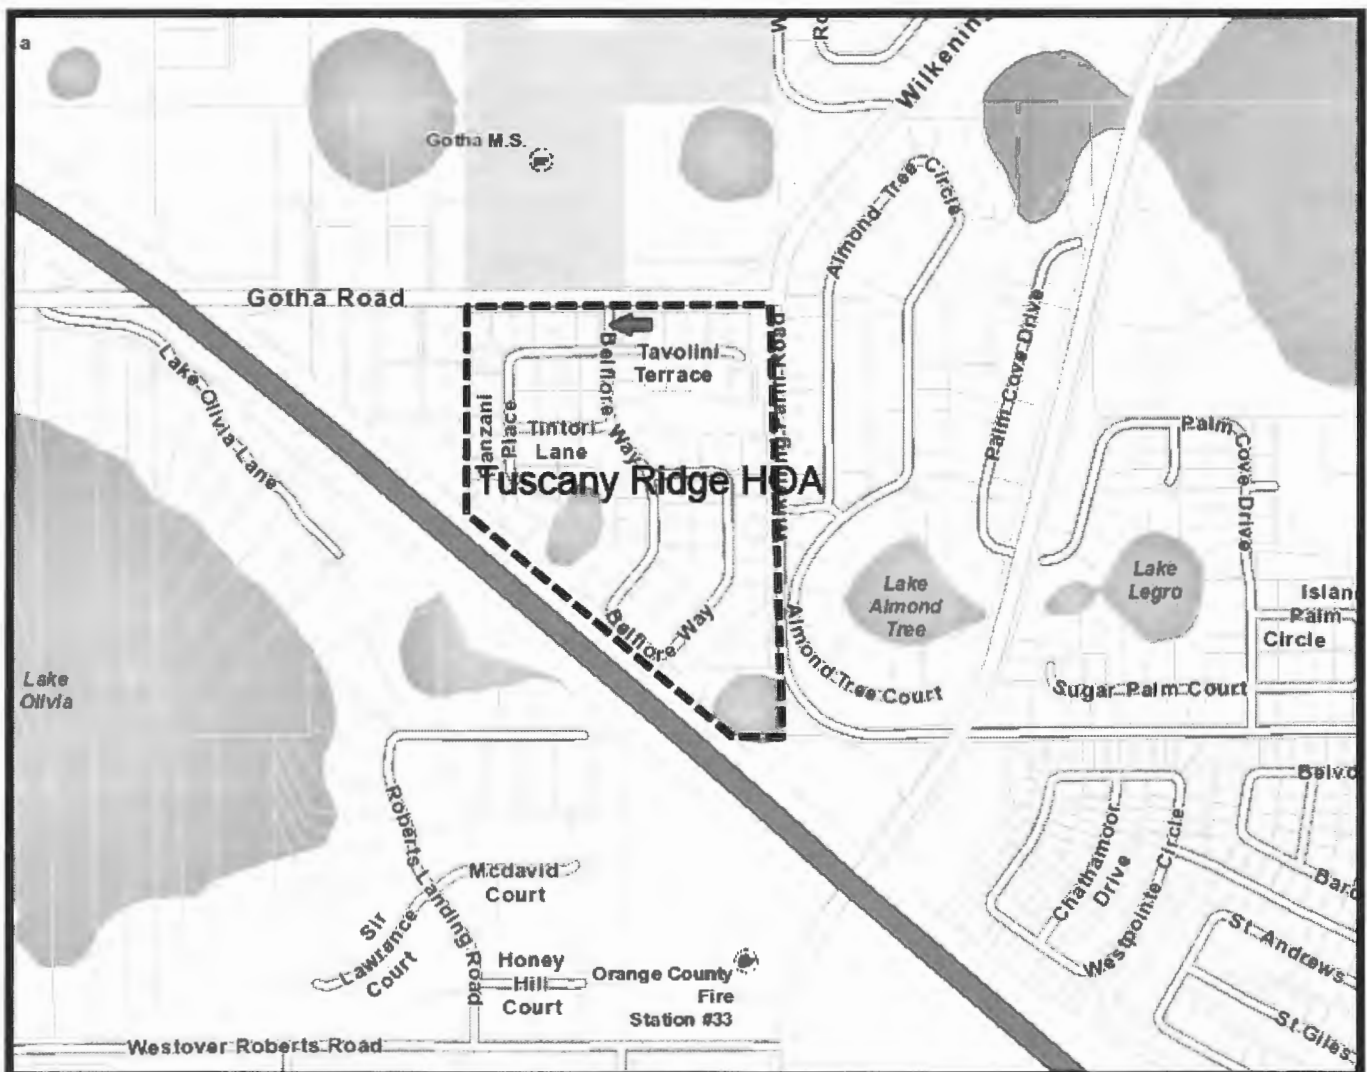 a
Wilkening
Gotha M.S.
Almond Tree Circle
Gotha Road
Tavolini
Terrace
Lake Olivia Lane
Belfiore Way
Palm Cove Drive
Place
Tintori
Lane
Palm Cove Drive
Tuscany Ridge HOA
Lake
Almond
Tree
Lake
Legro
Islan
Palm
Circle
Belfiore Way
Almond Tree Court
Sugar Palm Court
Lake
Olivia
Roberts Landing Road
Belvd
Chathamoor
Drive
Westpointe Circle
Mcdavid
Court
Bard
Sir
Lawrance
Court
St. Andrews
Honey
Hill
Court
Orange County
Fire
Station #33
St Giles
Westover Roberts Road